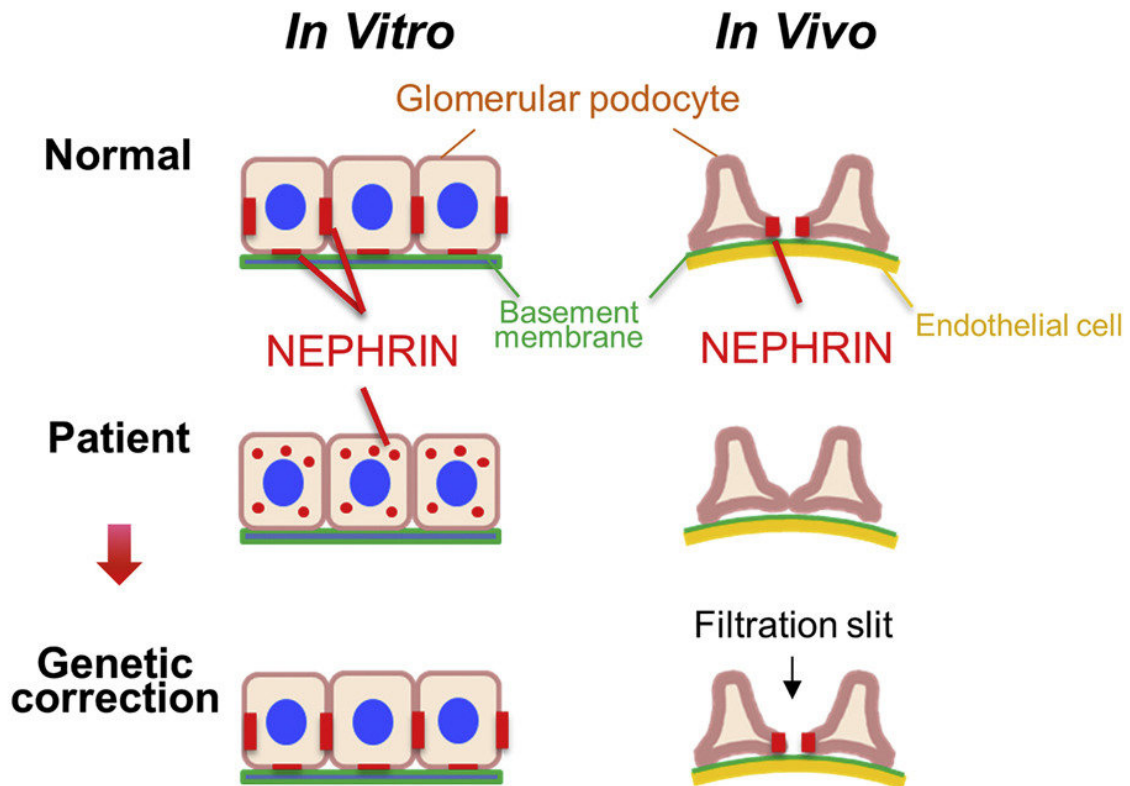 In Vitro
In Vivo
Glomerular podocyte
Normal
Basement
membrane
Endothelial cell
NEPHRIN
NEPHRIN
Patient
Filtration slit
Genetic
correction